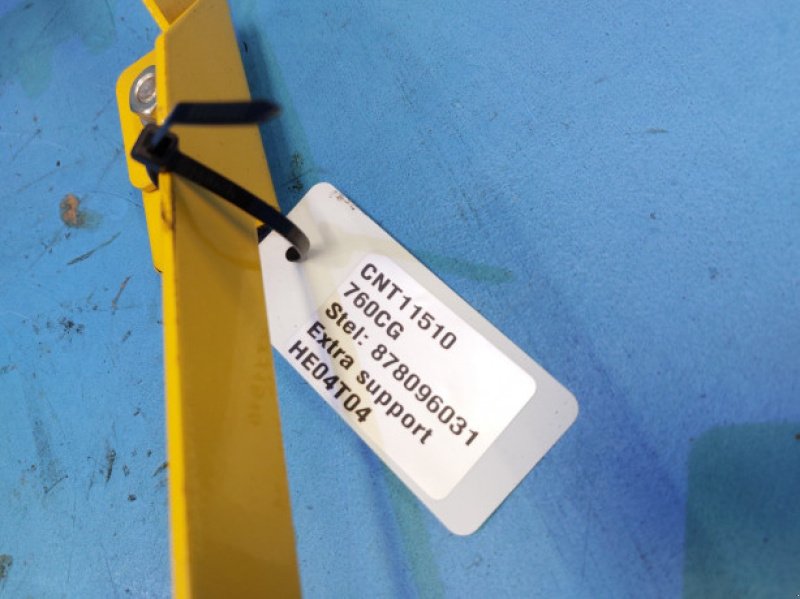 CNT11510
760CG
Stel: 878096031
Extra support
HE04T04